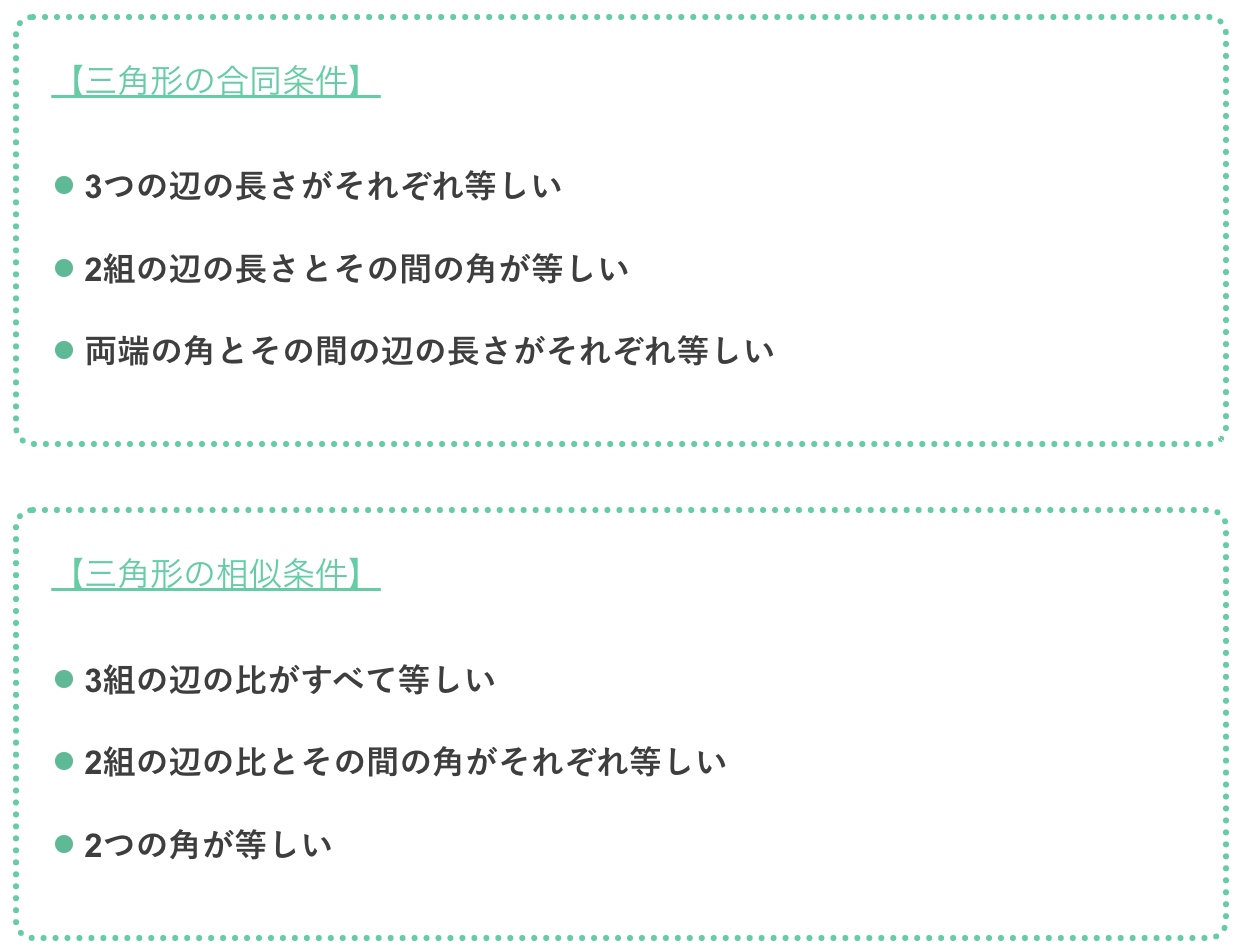 【三角形の合同条件】
● 3つの辺の長さがそれぞれ等しい
● 2組の辺の長さとその間の角が等しい
● 両端の角とその間の辺の長さがそれぞれ等しい
【三角形の相似条件】
● 3組の辺の比がすべて等しい
● 2組の辺の比とその間の角がそれぞれ等しい
● 2つの角が等しい